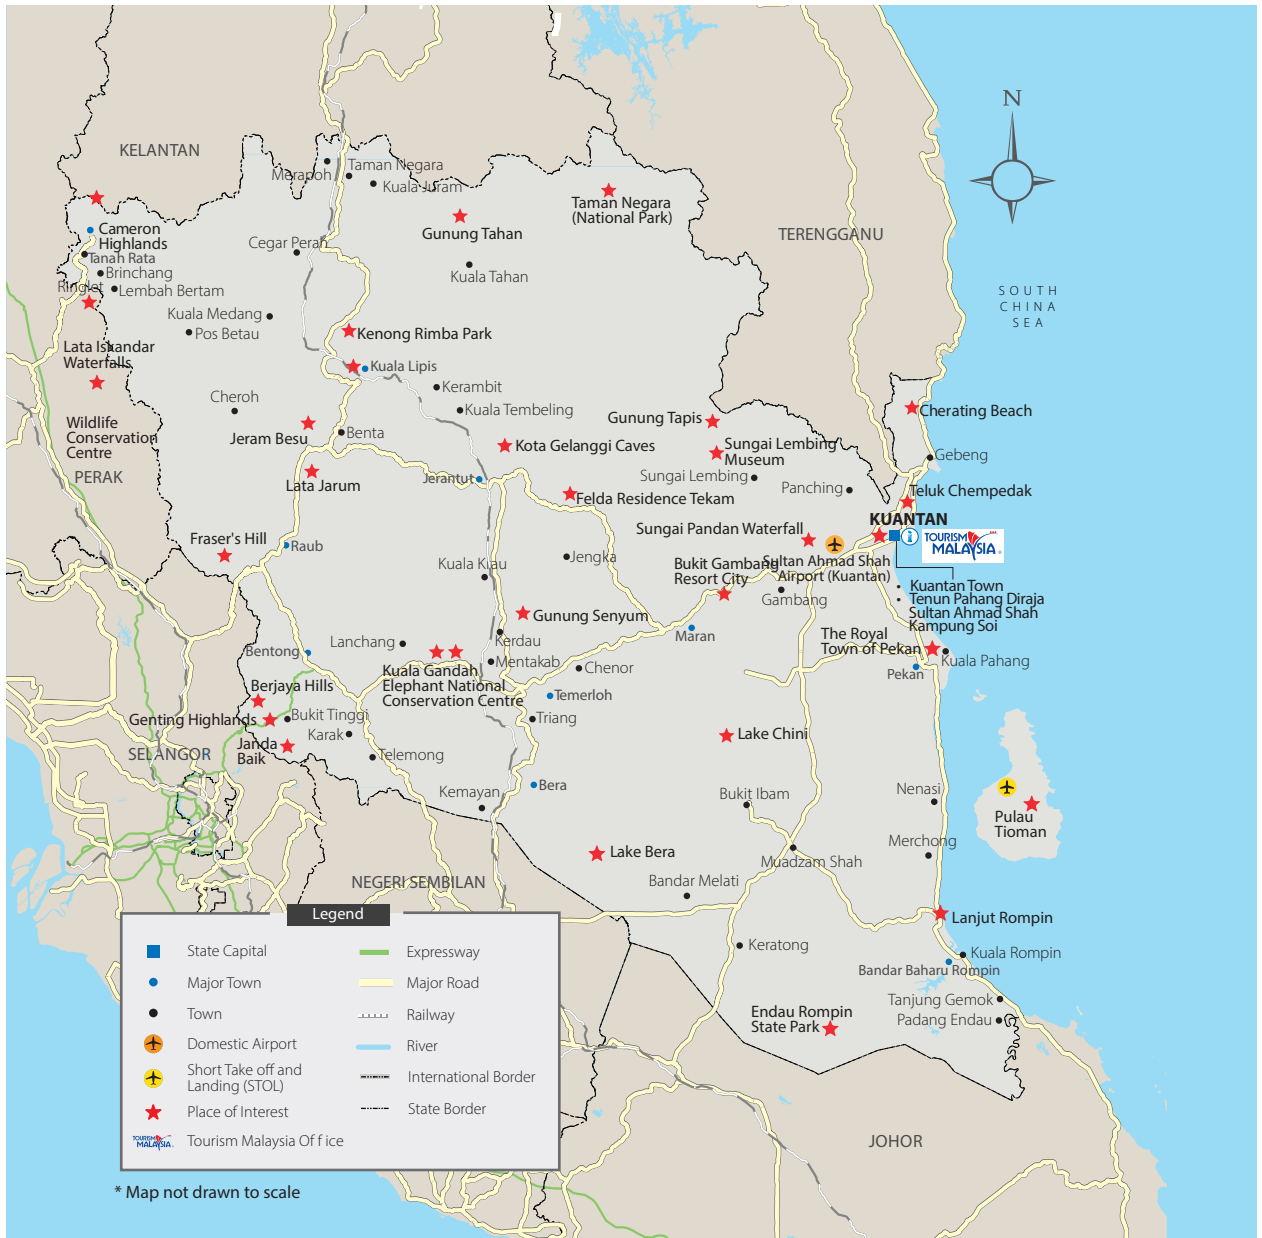 N
KELANTAN
Merapoh
Taman Negara
Kuala Juram
Taman Negara
(National Park)
Gunung Tahan
TERENGGANU
Cameron
Highlands
Tanah Rata
Brinchang
Ringlet
Lembah Bertam
Cegar Perah
Kuala Tahan
SOUTH
CHINA
SEA
Kuala Medang
Pos Betau
Kenong Rimba Park
Lata Iskandar
Waterfalls
Kuala Lipis
Kerambit
Cheroh
Kuala Tembeling
Gunung Tapis
Cherating Beach
Wildlife
Conservation
Centre
Jeram Besu
Benta
Kota Gelanggi Caves
Sungai Lembing
Museum
Gebeng
PERAK
Lata Jarum
Jerantut
Sungai Lembing
Panching
Teluk Chempedak
Felda Residence Tekam
KUANTAN
Sungai Pandan Waterfall
TOURISM
MALAYSIA
Fraser's Hill
Raub
Kuala Krau
Jengka
Bukit Gambang
Resort City
Sultan Ahmad Shah
Airport (Kuantan)
Gambang
• Kuantan Town
• Tenun Pahang Diraja
Sultan Ahmad Shah
Kampung Soi
Gunung Senyum
Maran
The Royal
Town of Pekan
Lanchang
Kerdau
Bentong
Mentakab
Chenor
Kuala Pahang
Pekan
Kuala Gandah
Elephant National
Conservation Centre
Berjaya Hills
Temerloh
Genting Highlands
Bukit Tinggi
Triang
Karak
Lake Chini
Janda
Baik
SELANGOR
Telemong
Bera
Kemayan
Bukit Ibam
Nenasi
Pulau
Tioman
Merchong
Lake Bera
Muadzam Shah
NEGERI SEMBILAN
Bandar Melati
Lanjut Rompin
Keratong
Kuala Rompin
Bandar Baharu Rompin
Tanjung Gemok
Endau Rompin
State Park
Padang Endau
JOHOR
Legend
State Capital
Major Town
Town
Domestic Airport
Short Take off and
Landing (STOL)
Place of Interest
TOURISM
MALAYSIA
Tourism Malaysia Office
Expressway
Major Road
Railway
River
International Border
State Border
* Map not drawn to scale